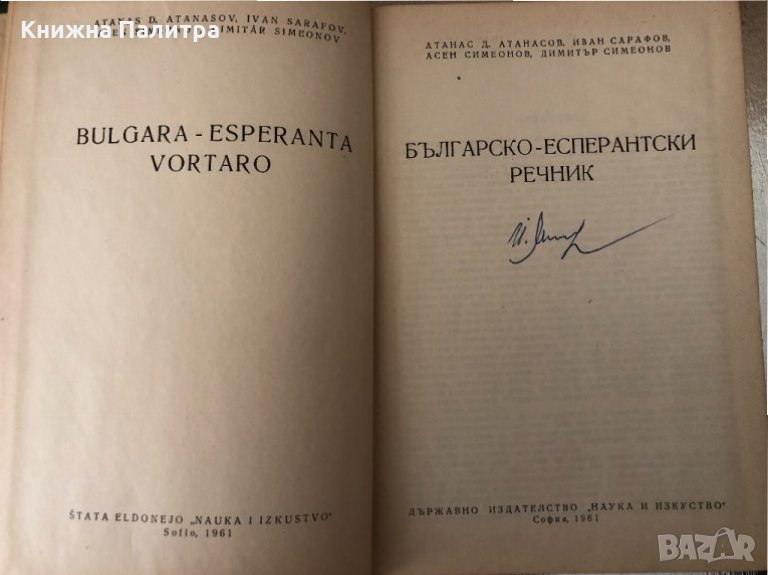 ATANAS D. ATANASOV, IVAN SARAFOV,
SIMEONOV
Книжна Палитра
BULGARA - ESPERANTA
VORTARO
ŜTATA ELDONEJO „NAUKA I IZKUSTVO"
Sofio, 1961
АТАНАС Д. АТАНАСОВ, ИВАН САРАФОВ,
АСЕН СИМЕОНОВ, ДИМИТЪР СИМЕОНОВ
БЪЛГАРСКО-ЕСПЕРАНТСКИ
РЕЧНИК
ДЪРЖАВНО ИЗДАТЕЛСТВО „НАУКА И ИЗКУСТВО"
София, 1961
BAZAR